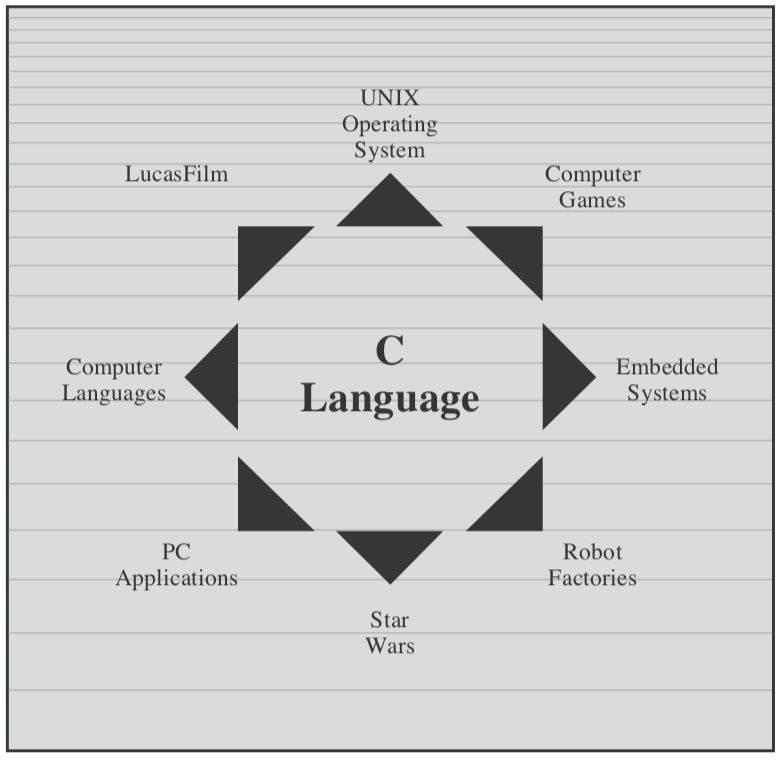 UNIX
Operating
System
LucasFilm
Computer
Games
C
Language
Computer
Languages
Embedded
Systems
PC
Applications
Robot
Factories
Star
Wars